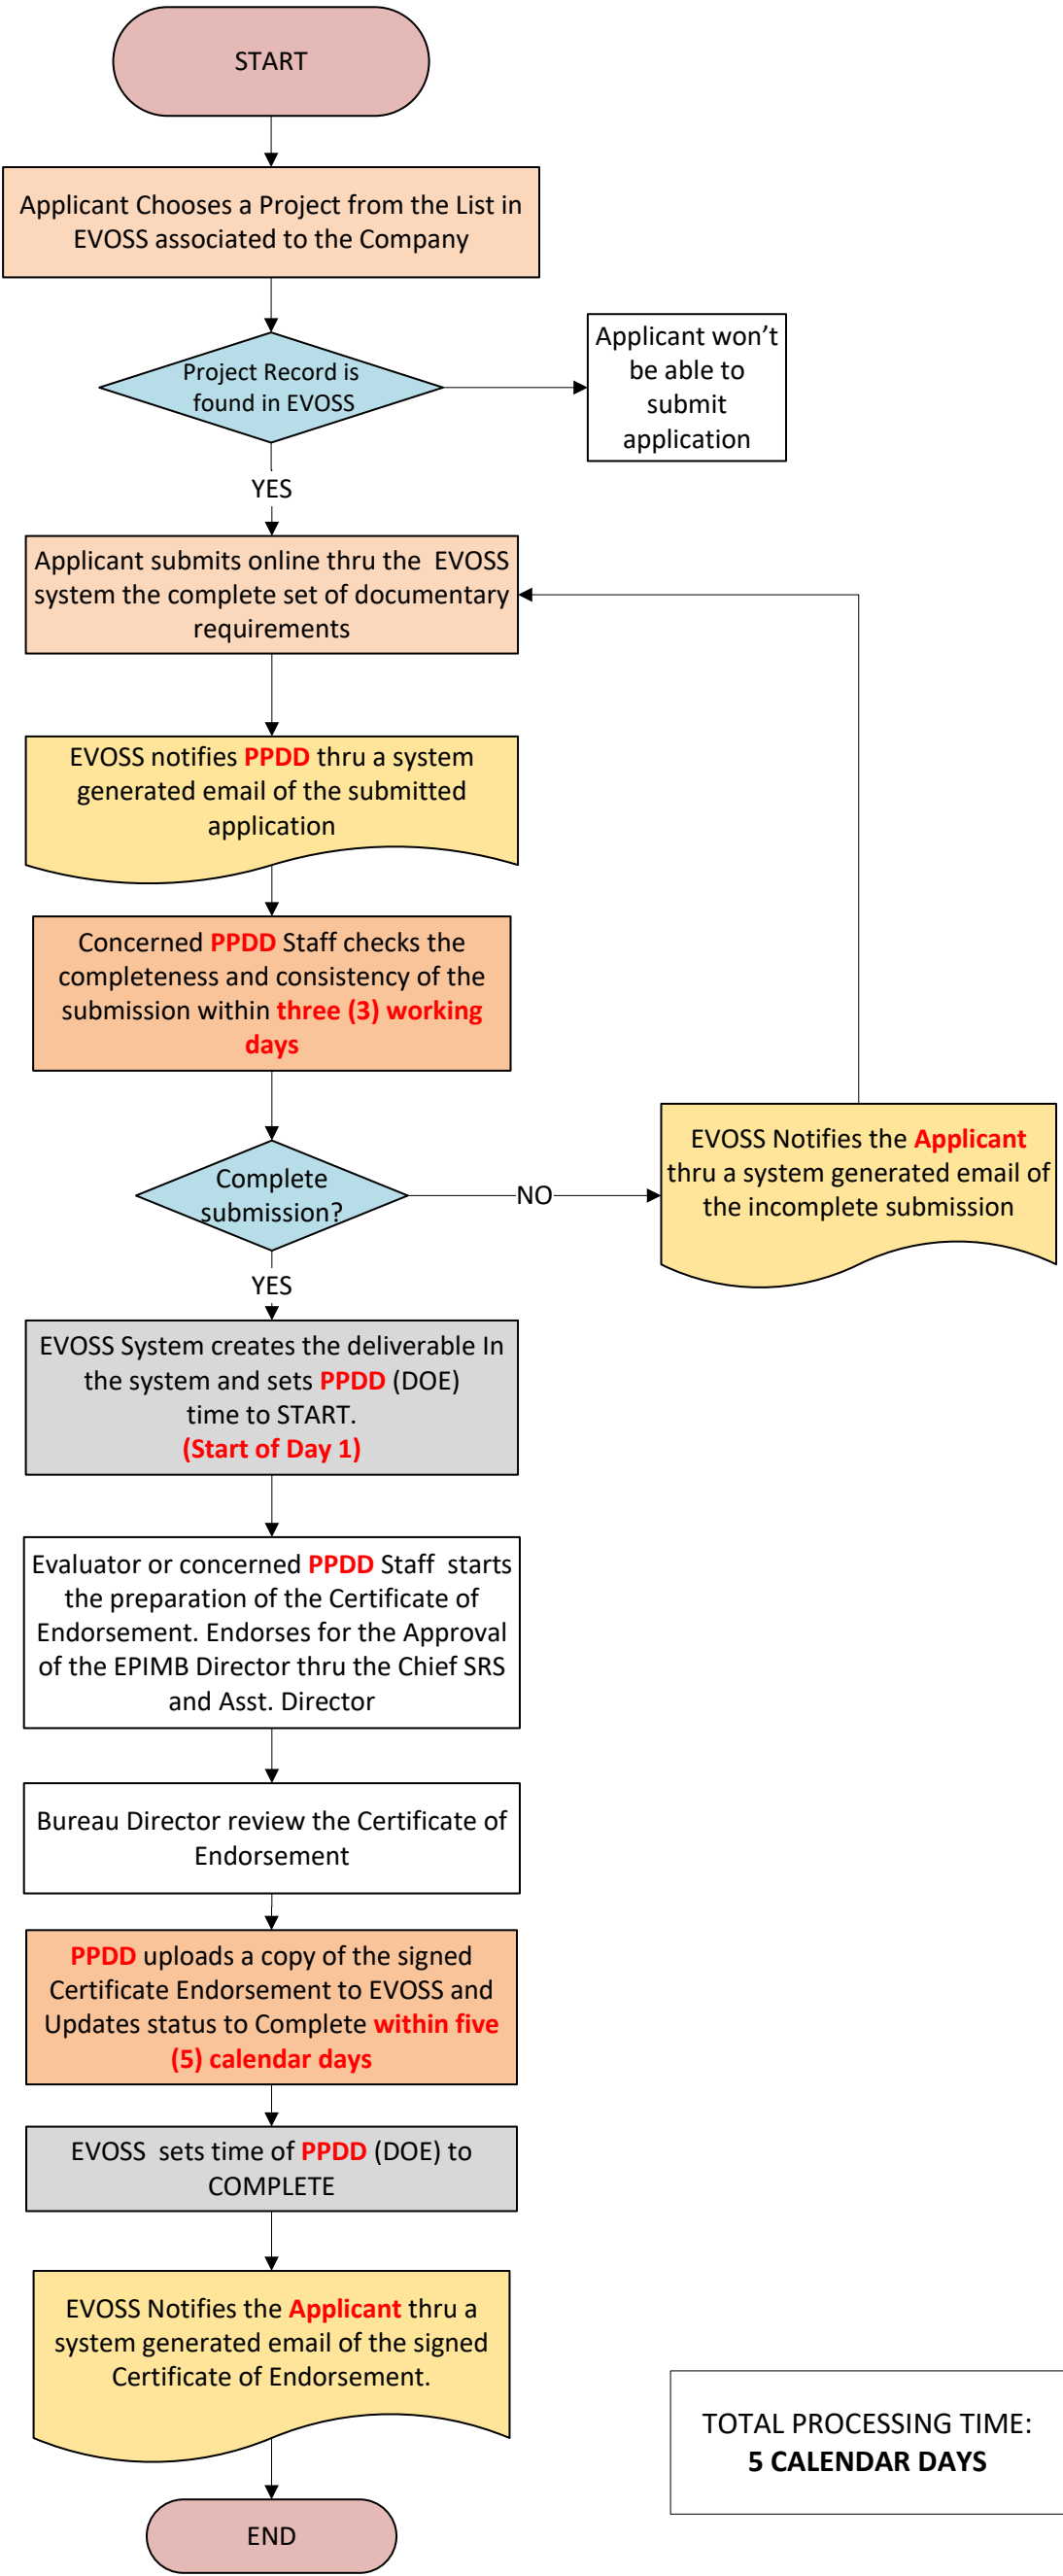 START
Applicant Chooses a Project from the List in
EVOSS associated to the Company
Project Record is
found in EVOSS
Applicant won’t
be able to
submit
application
YES
Applicant submits online thru the EVOSS
system the complete set of documentary
requirements
EVOSS notifies PPDD thru a system
generated email of the submitted
application
Concerned PPDD Staff checks the
completeness and consistency of the
submission within three (3) working
days
Complete
submission?
NO
EVOSS Notifies the Applicant
thru a system generated email of
the incomplete submission
YES
EVOSS System creates the deliverable In
the system and sets PPDD (DOE)
time to START.
(Start of Day 1)
Evaluator or concerned PPDD Staff starts
the preparation of the Certificate of
Endorsement. Endorses for the Approval
of the EPIMB Director thru the Chief SRS
and Asst. Director
Bureau Director review the Certificate of
Endorsement
PPDD uploads a copy of the signed
Certificate Endorsement to EVOSS and
Updates status to Complete within five
(5) calendar days
EVOSS sets time of PPDD (DOE) to
COMPLETE
EVOSS Notifies the Applicant thru a
system generated email of the signed
Certificate of Endorsement.
TOTAL PROCESSING TIME:
5 CALENDAR DAYS
END